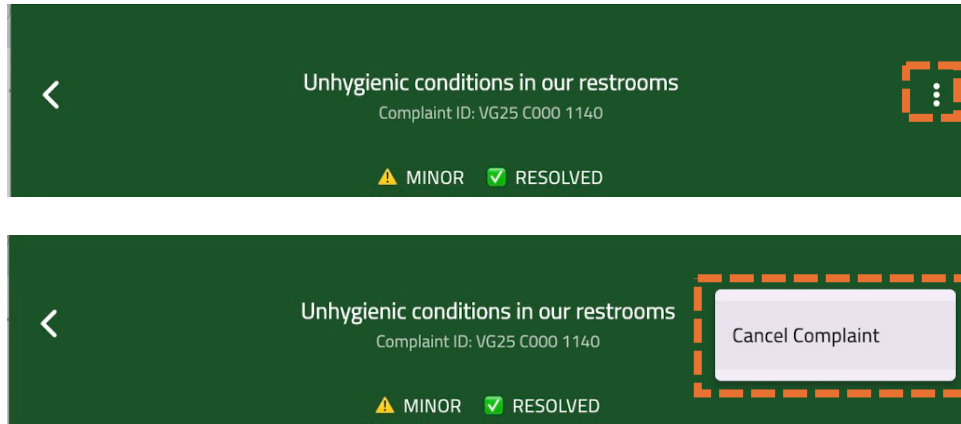 Unhygienic conditions in our restrooms
Complaint ID: VG25 C000 1140
MINOR RESOLVED
Unhygienic conditions in our restrooms
Cancel Complaint
Complaint ID: VG25 C000 1140
MINOR RESOLVED